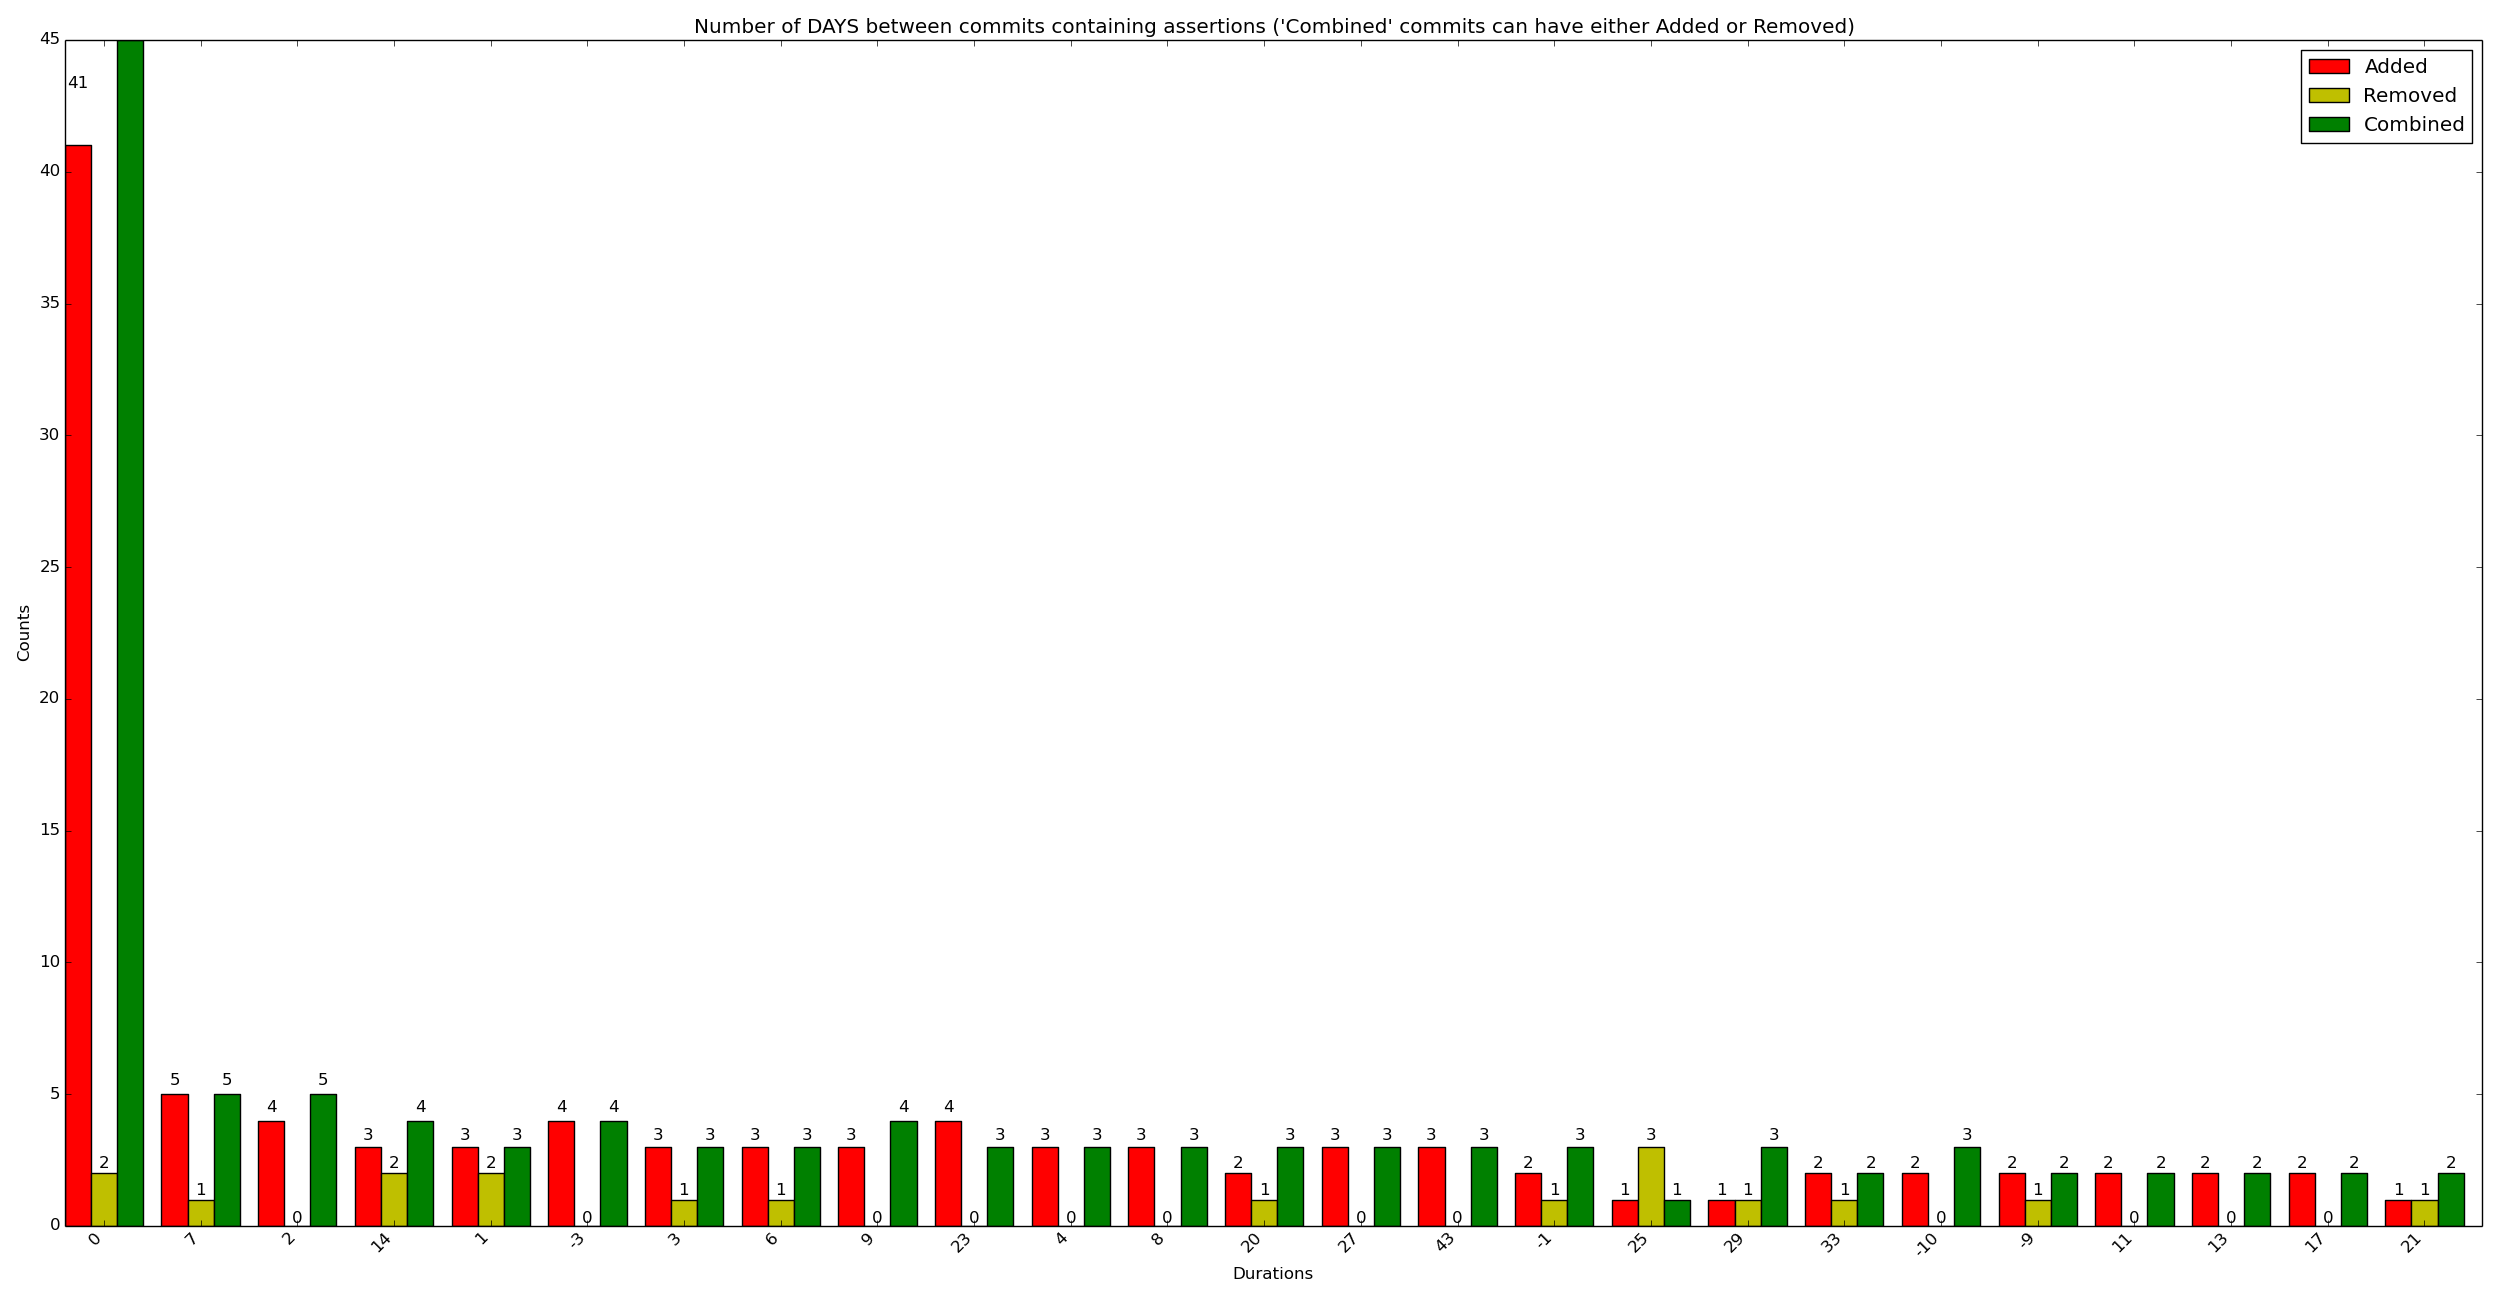 Number of DAYS between commits containing assertions ('Combined' commits can have either Added or Removed)
Added
Removed
Combined
Counts
45
40
35
30
25
20
15
10
5
0
41 2
5 1 5
4 0 5
3 2 4
3 2 3
4 0 4
3 1 3
3 1 3
3 0 4
4 0 3
3 0 3
3 0 3
2 1 3
3 0 3
3 0 3
2 1 3
1 3 1
1 1 3
2 1 2
2 0 3
2 1 2
2 0 2
2 0 2
2 0 2
1 1 2
0 7 2 14 1 -3 3 6 9 23 4 8 20 27 43 -1 25 29 33 -10 -9 11 13 17 21
Durations